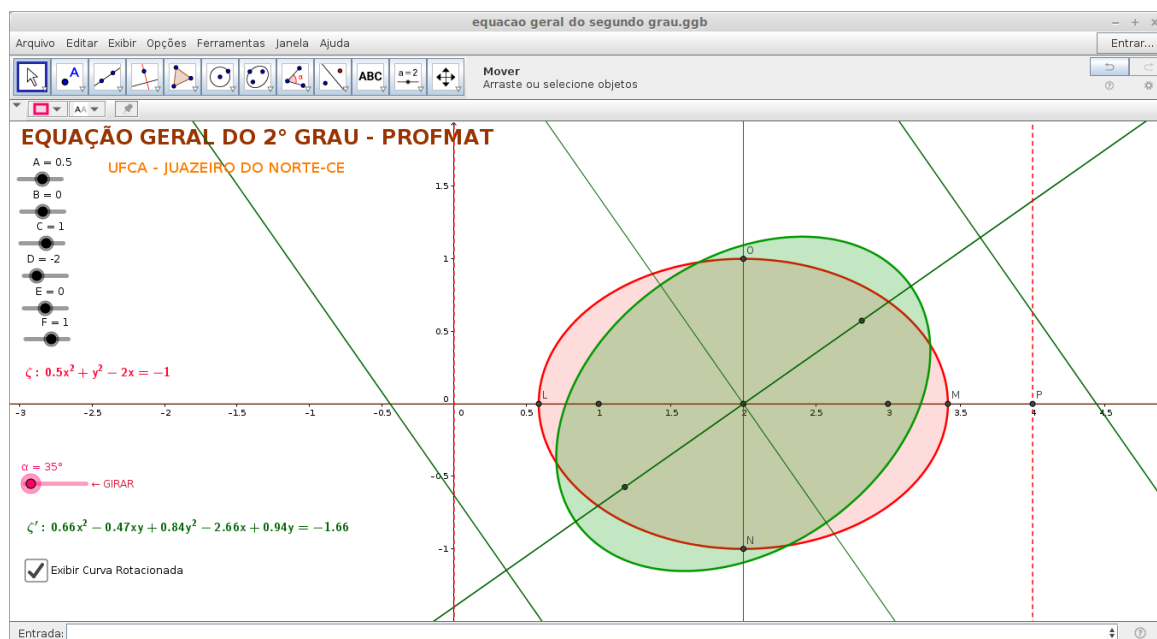 equacao geral do segundo grau.ggb
Arquivo Editar Exibir Opções Ferramentas Janela Ajuda
Entrar...
A
α
ABC
a=2
Mover
Arraste ou selecione objetos
AA
EQUAÇÃO GERAL DO 2° GRAU - PROFMAT
UFCA - JUAZEIRO DO NORTE-CE
A = 0.5
B = 0
C = 1
D = -2
E = 0
F = 1
ζ: 0.5x² + y² − 2x = −1
α = 35°
← GIRAR
ζ′: 0.66x² − 0.47xy + 0.84y² − 2.66x + 0.94y = −1.66
Exibir Curva Rotacionada
1.5
1
0.5
0
-0.5
-1
-3 -2.5 -2 -1.5 -1 -0.5 0 0.5 1 1.5 2 2.5 3 3.5 4 4.5
O
L
M
P
N
Entrada: